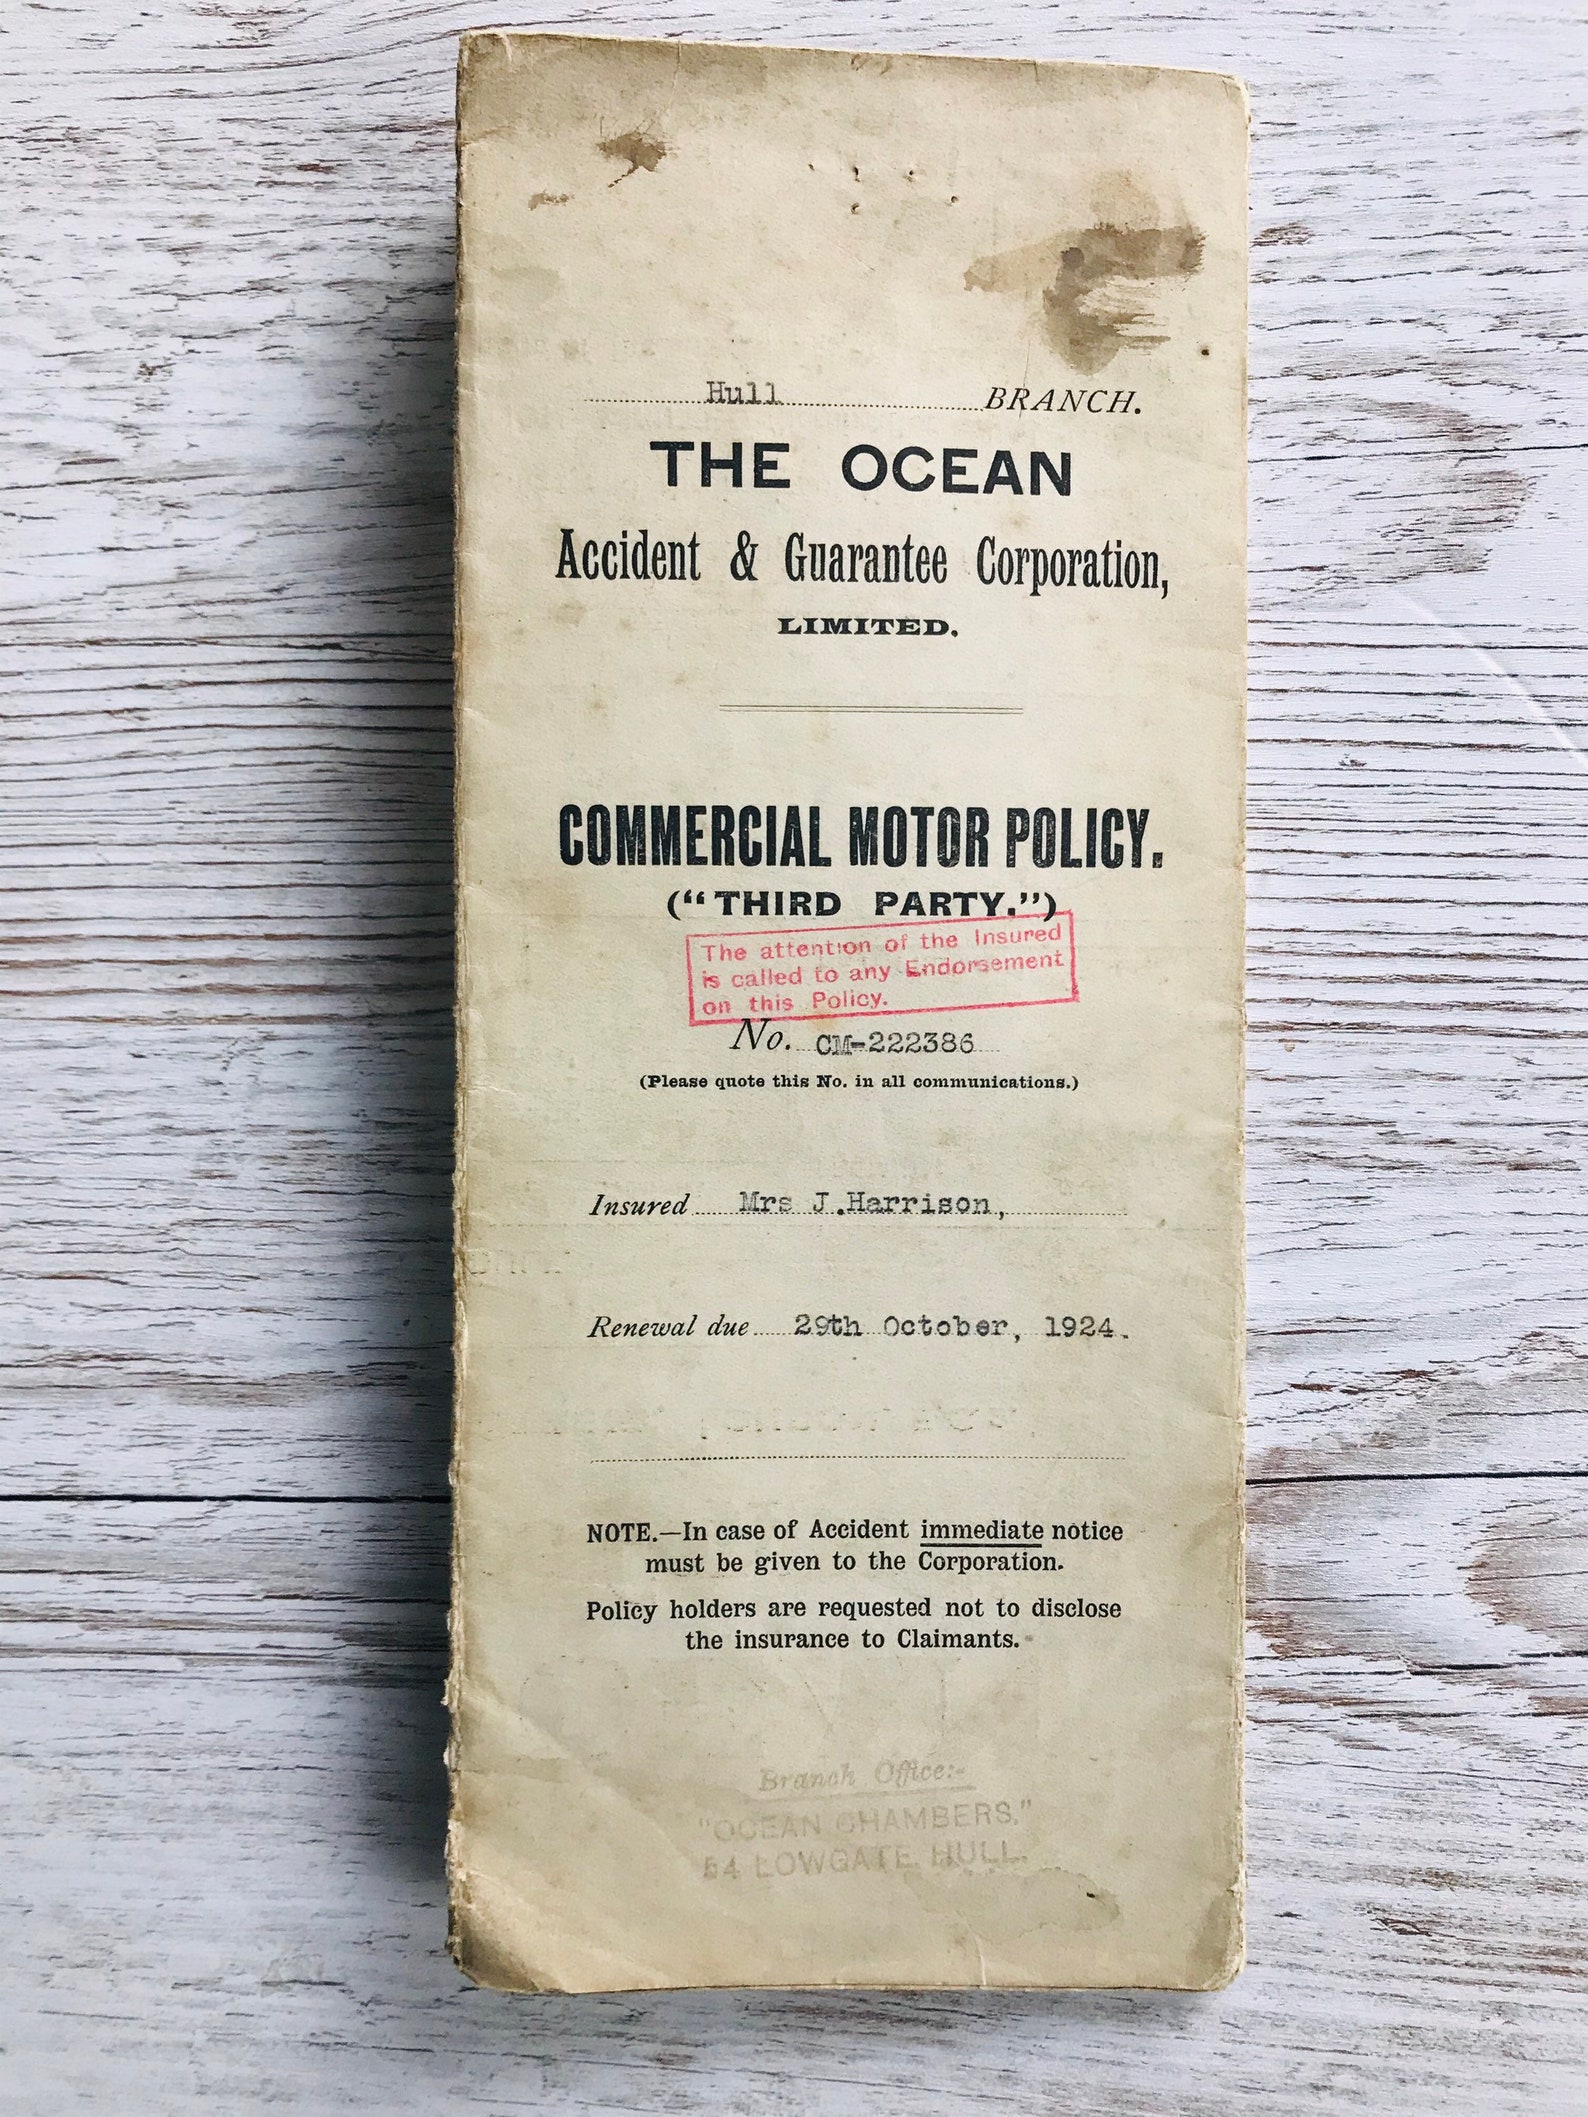 Hull BRANCH.
THE OCEAN
Accident & Guarantee Corporation,
LIMITED.
COMMERCIAL MOTOR POLICY.
("THIRD PARTY.")
The attention of the Insured
is called to any Endorsement
on this Policy.
No. CM-222386
(Please quote this No. in all communications.)
Insured Mrs J.Harrison,
Renewal due 29th October, 1924.
NOTE.—In case of Accident immediate notice
must be given to the Corporation.
Policy holders are requested not to disclose
the insurance to Claimants.
Branch Office:-
"OCEAN CHAMBERS,"
54 LOWGATE, HULL.